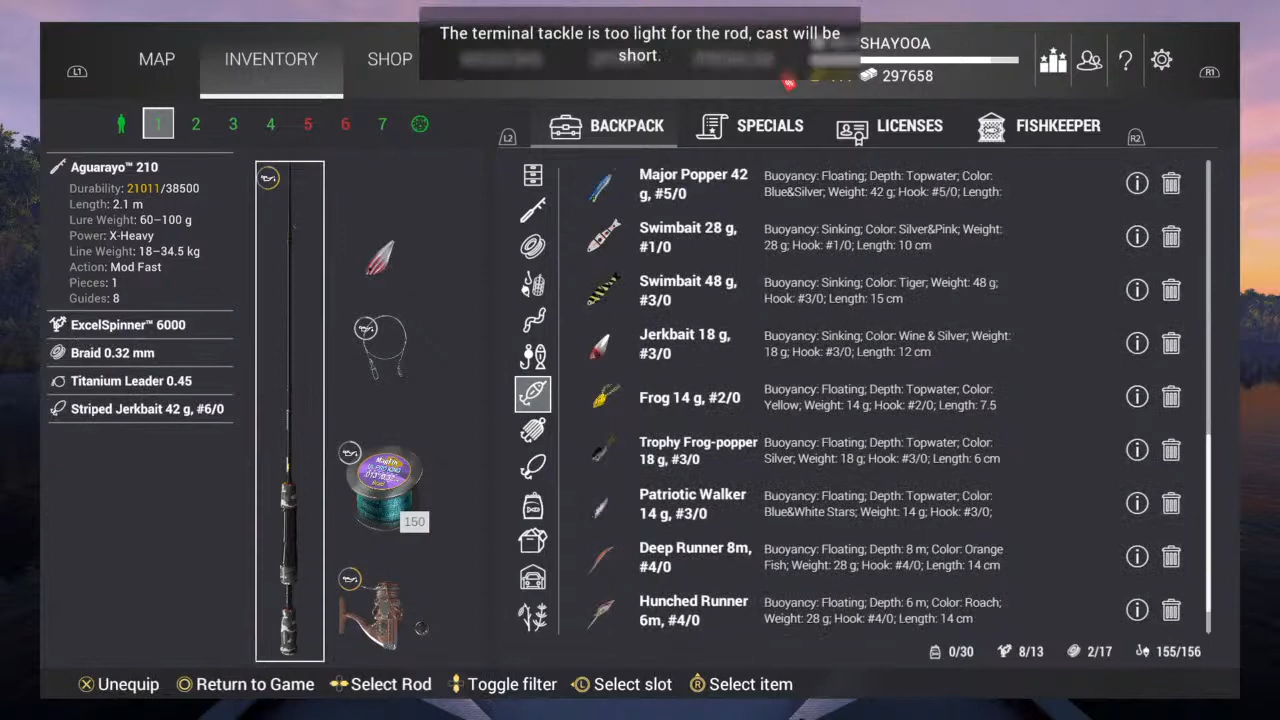 The terminal tackle is too light for the rod, cast will be
short.
L1
MAP
INVENTORY
SHOP
SHAYOOA
297658
?
R1
1
2
3
4
5
6
7
L2
BACKPACK
SPECIALS
LICENSES
FISHKEEPER
R2
Aguarayo™ 210
Durability: 21011/38500
Length: 2.1 m
Lure Weight: 60–100 g
Power: X-Heavy
Line Weight: 18–34.5 kg
Action: Mod Fast
Pieces: 1
Guides: 8
ExcelSpinner™ 6000
Braid 0.32 mm
Titanium Leader 0.45
Striped Jerkbait 42 g, #6/0
150
Major Popper 42
g, #5/0
Buoyancy: Floating; Depth: Topwater; Color:
Blue&Silver; Weight: 42 g; Hook: #5/0; Length:
Swimbait 28 g,
#1/0
Buoyancy: Sinking; Color: Silver&Pink; Weight:
28 g; Hook: #1/0; Length: 10 cm
Swimbait 48 g,
#3/0
Buoyancy: Sinking; Color: Tiger; Weight: 48 g;
Hook: #3/0; Length: 15 cm
Jerkbait 18 g,
#3/0
Buoyancy: Sinking; Color: Wine & Silver; Weight:
18 g; Hook: #3/0; Length: 12 cm
Frog 14 g, #2/0
Buoyancy: Floating; Depth: Topwater; Color:
Yellow; Weight: 14 g; Hook: #2/0; Length: 7.5
Trophy Frog-popper
18 g, #3/0
Buoyancy: Floating; Depth: Topwater; Color:
Silver; Weight: 18 g; Hook: #3/0; Length: 6 cm
Patriotic Walker
14 g, #3/0
Buoyancy: Floating; Depth: Topwater; Color:
Blue&White Stars; Weight: 14 g; Hook: #3/0;
Deep Runner 8m,
#4/0
Buoyancy: Floating; Depth: 8 m; Color: Orange
Fish; Weight: 28 g; Hook: #4/0; Length: 14 cm
Hunched Runner
6m, #4/0
Buoyancy: Floating; Depth: 6 m; Color: Roach;
Weight: 28 g; Hook: #4/0; Length: 14 cm
0/30
8/13
2/17
155/156
Unequip
Return to Game
Select Rod
Toggle filter
L Select slot
R Select item